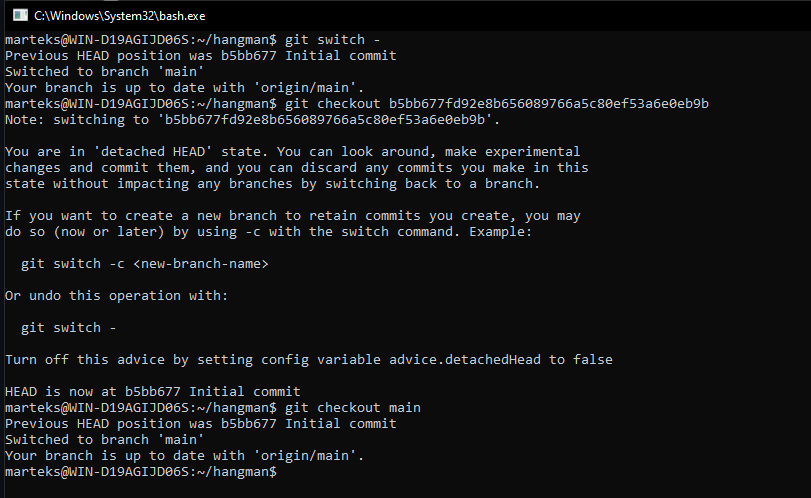 C:\Windows\System32\bash.exe
marteks@WIN-D19AGIJD06S:~/hangman$ git switch -
Previous HEAD position was b5bb677 Initial commit
Switched to branch 'main'
Your branch is up to date with 'origin/main'.
marteks@WIN-D19AGIJD06S:~/hangman$ git checkout b5bb677fd92e8b656089766a5c80ef53a6e0eb9b
Note: switching to 'b5bb677fd92e8b656089766a5c80ef53a6e0eb9b'.
You are in 'detached HEAD' state. You can look around, make experimental
changes and commit them, and you can discard any commits you make in this
state without impacting any branches by switching back to a branch.
If you want to create a new branch to retain commits you create, you may
do so (now or later) by using -c with the switch command. Example:
git switch -c <new-branch-name>
Or undo this operation with:
git switch -
Turn off this advice by setting config variable advice.detachedHead to false
HEAD is now at b5bb677 Initial commit
marteks@WIN-D19AGIJD06S:~/hangman$ git checkout main
Previous HEAD position was b5bb677 Initial commit
Switched to branch 'main'
Your branch is up to date with 'origin/main'.
marteks@WIN-D19AGIJD06S:~/hangman$